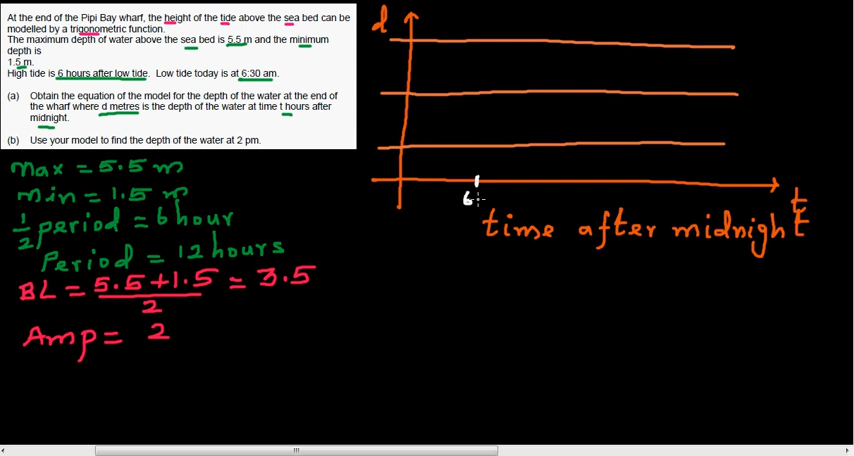 At the end of the Pipi Bay wharf, the height of the tide above the sea bed can be
modelled by a trigonometric function.
The maximum depth of water above the sea bed is 5.5 m and the minimum
depth is
1.5 m.
High tide is 6 hours after low tide. Low tide today is at 6:30 am.
(a) Obtain the equation of the model for the depth of the water at the end of
the wharf where d metres is the depth of the water at time t hours after
midnight.
(b) Use your model to find the depth of the water at 2 pm.
max = 5.5 m
min = 1.5 m
1/2 period = 6 hour
Period = 12 hours
BL = 5.5+1.5/2 = 3.5
Amp = 2
d
6
t
time after midnight